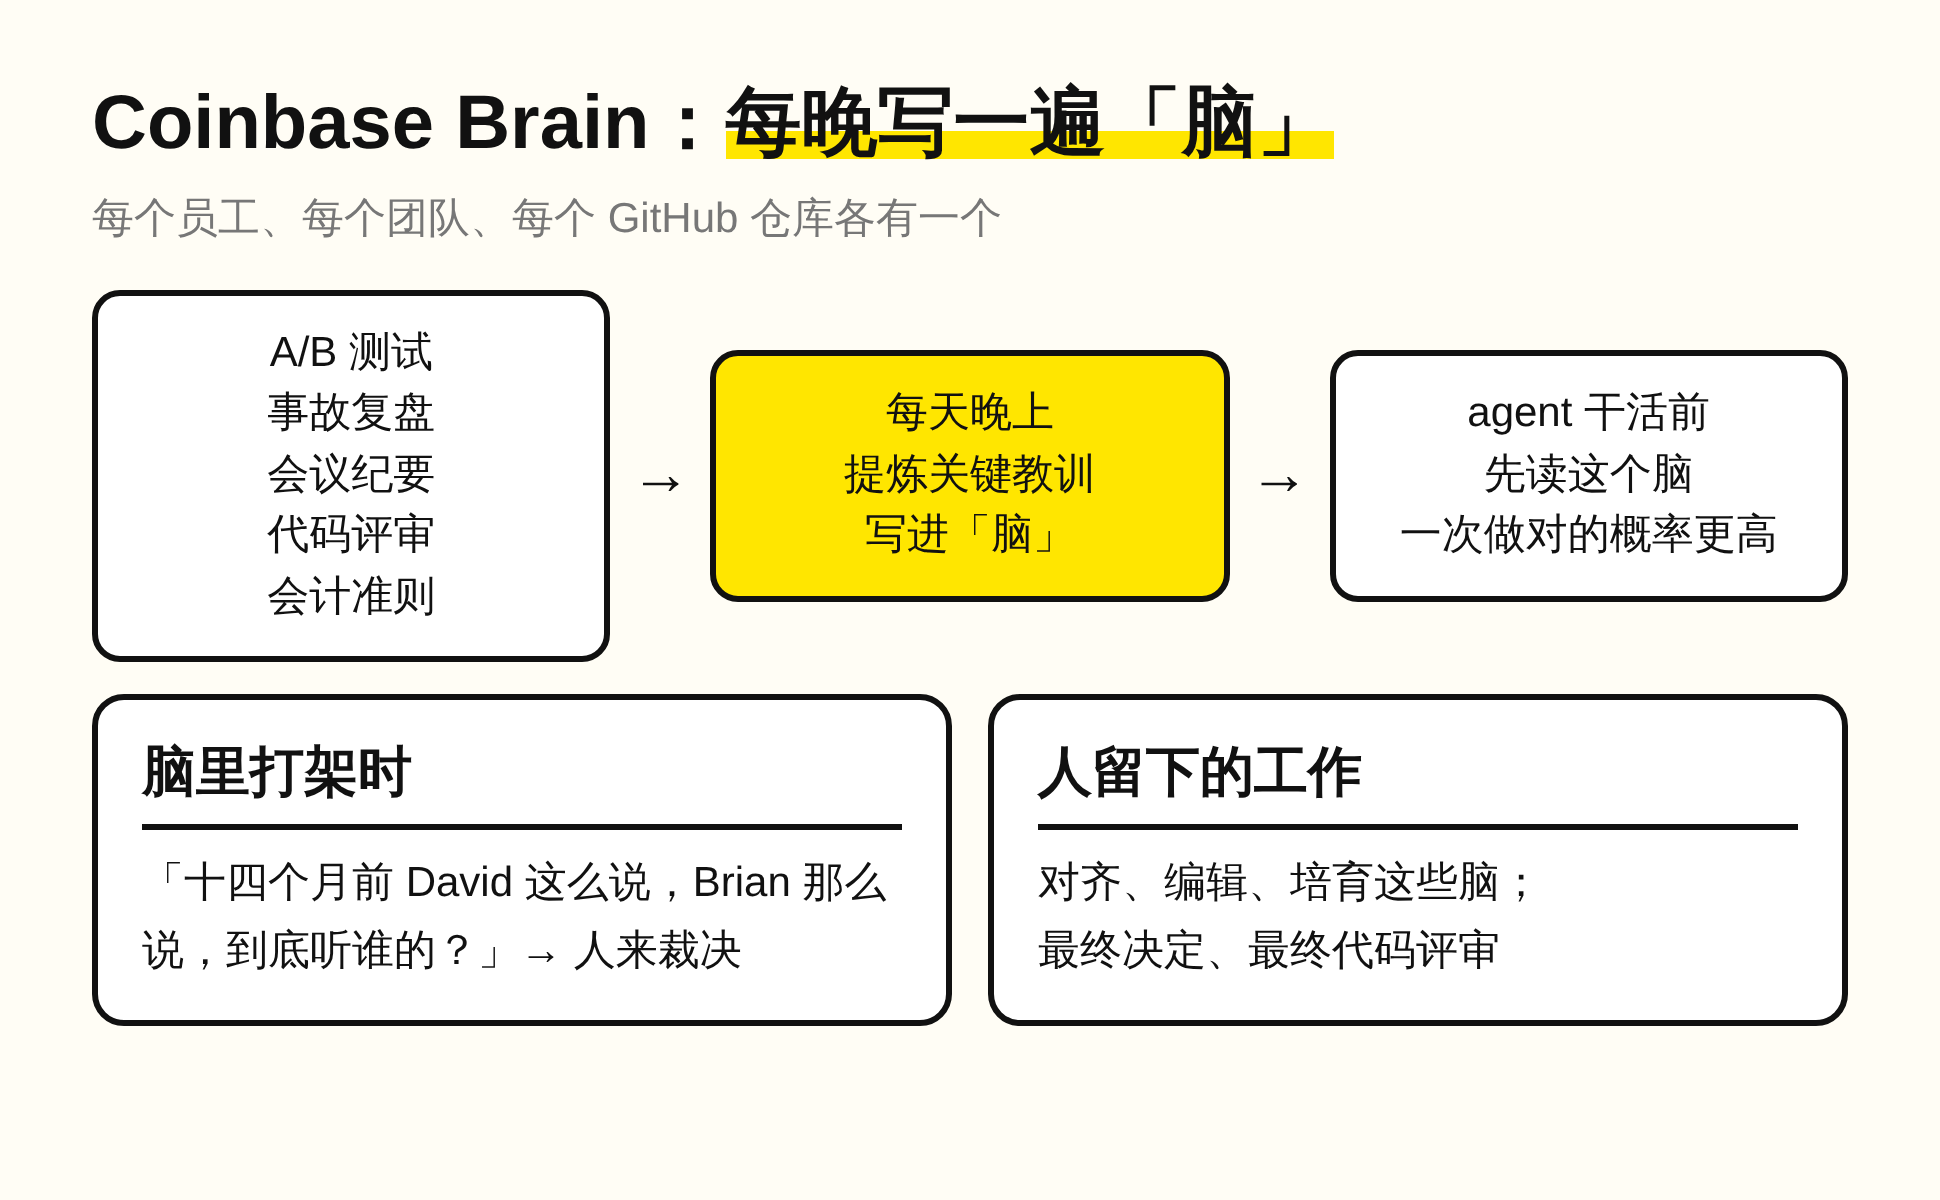 Coinbase Brain：每晚写一遍「脑」
每个员工、每个团队、每个 GitHub 仓库各有一个
A/B 测试
事故复盘
会议纪要
代码评审
会计准则
→
每天晚上
提炼关键教训
写进「脑」
→
agent 干活前
先读这个脑
一次做对的概率更高
脑里打架时
「十四个月前 David 这么说，Brian 那么
说，到底听谁的？」→ 人来裁决
人留下的工作
对齐、编辑、培育这些脑；
最终决定、最终代码评审